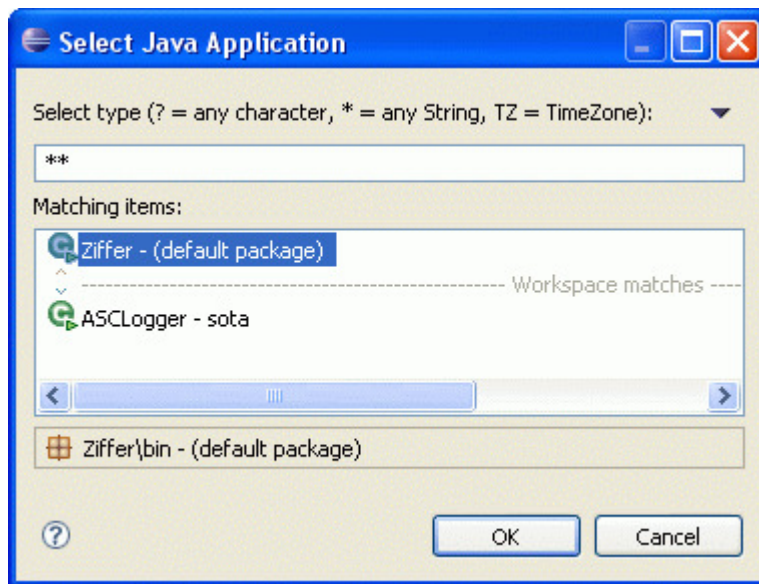 Select Java Application
Select type (? = any character, * = any String, TZ = TimeZone):
**
Matching items:
Ziffer - (default package)
Workspace matches
ASCLogger - sota
Ziffer\bin - (default package)
OK Cancel